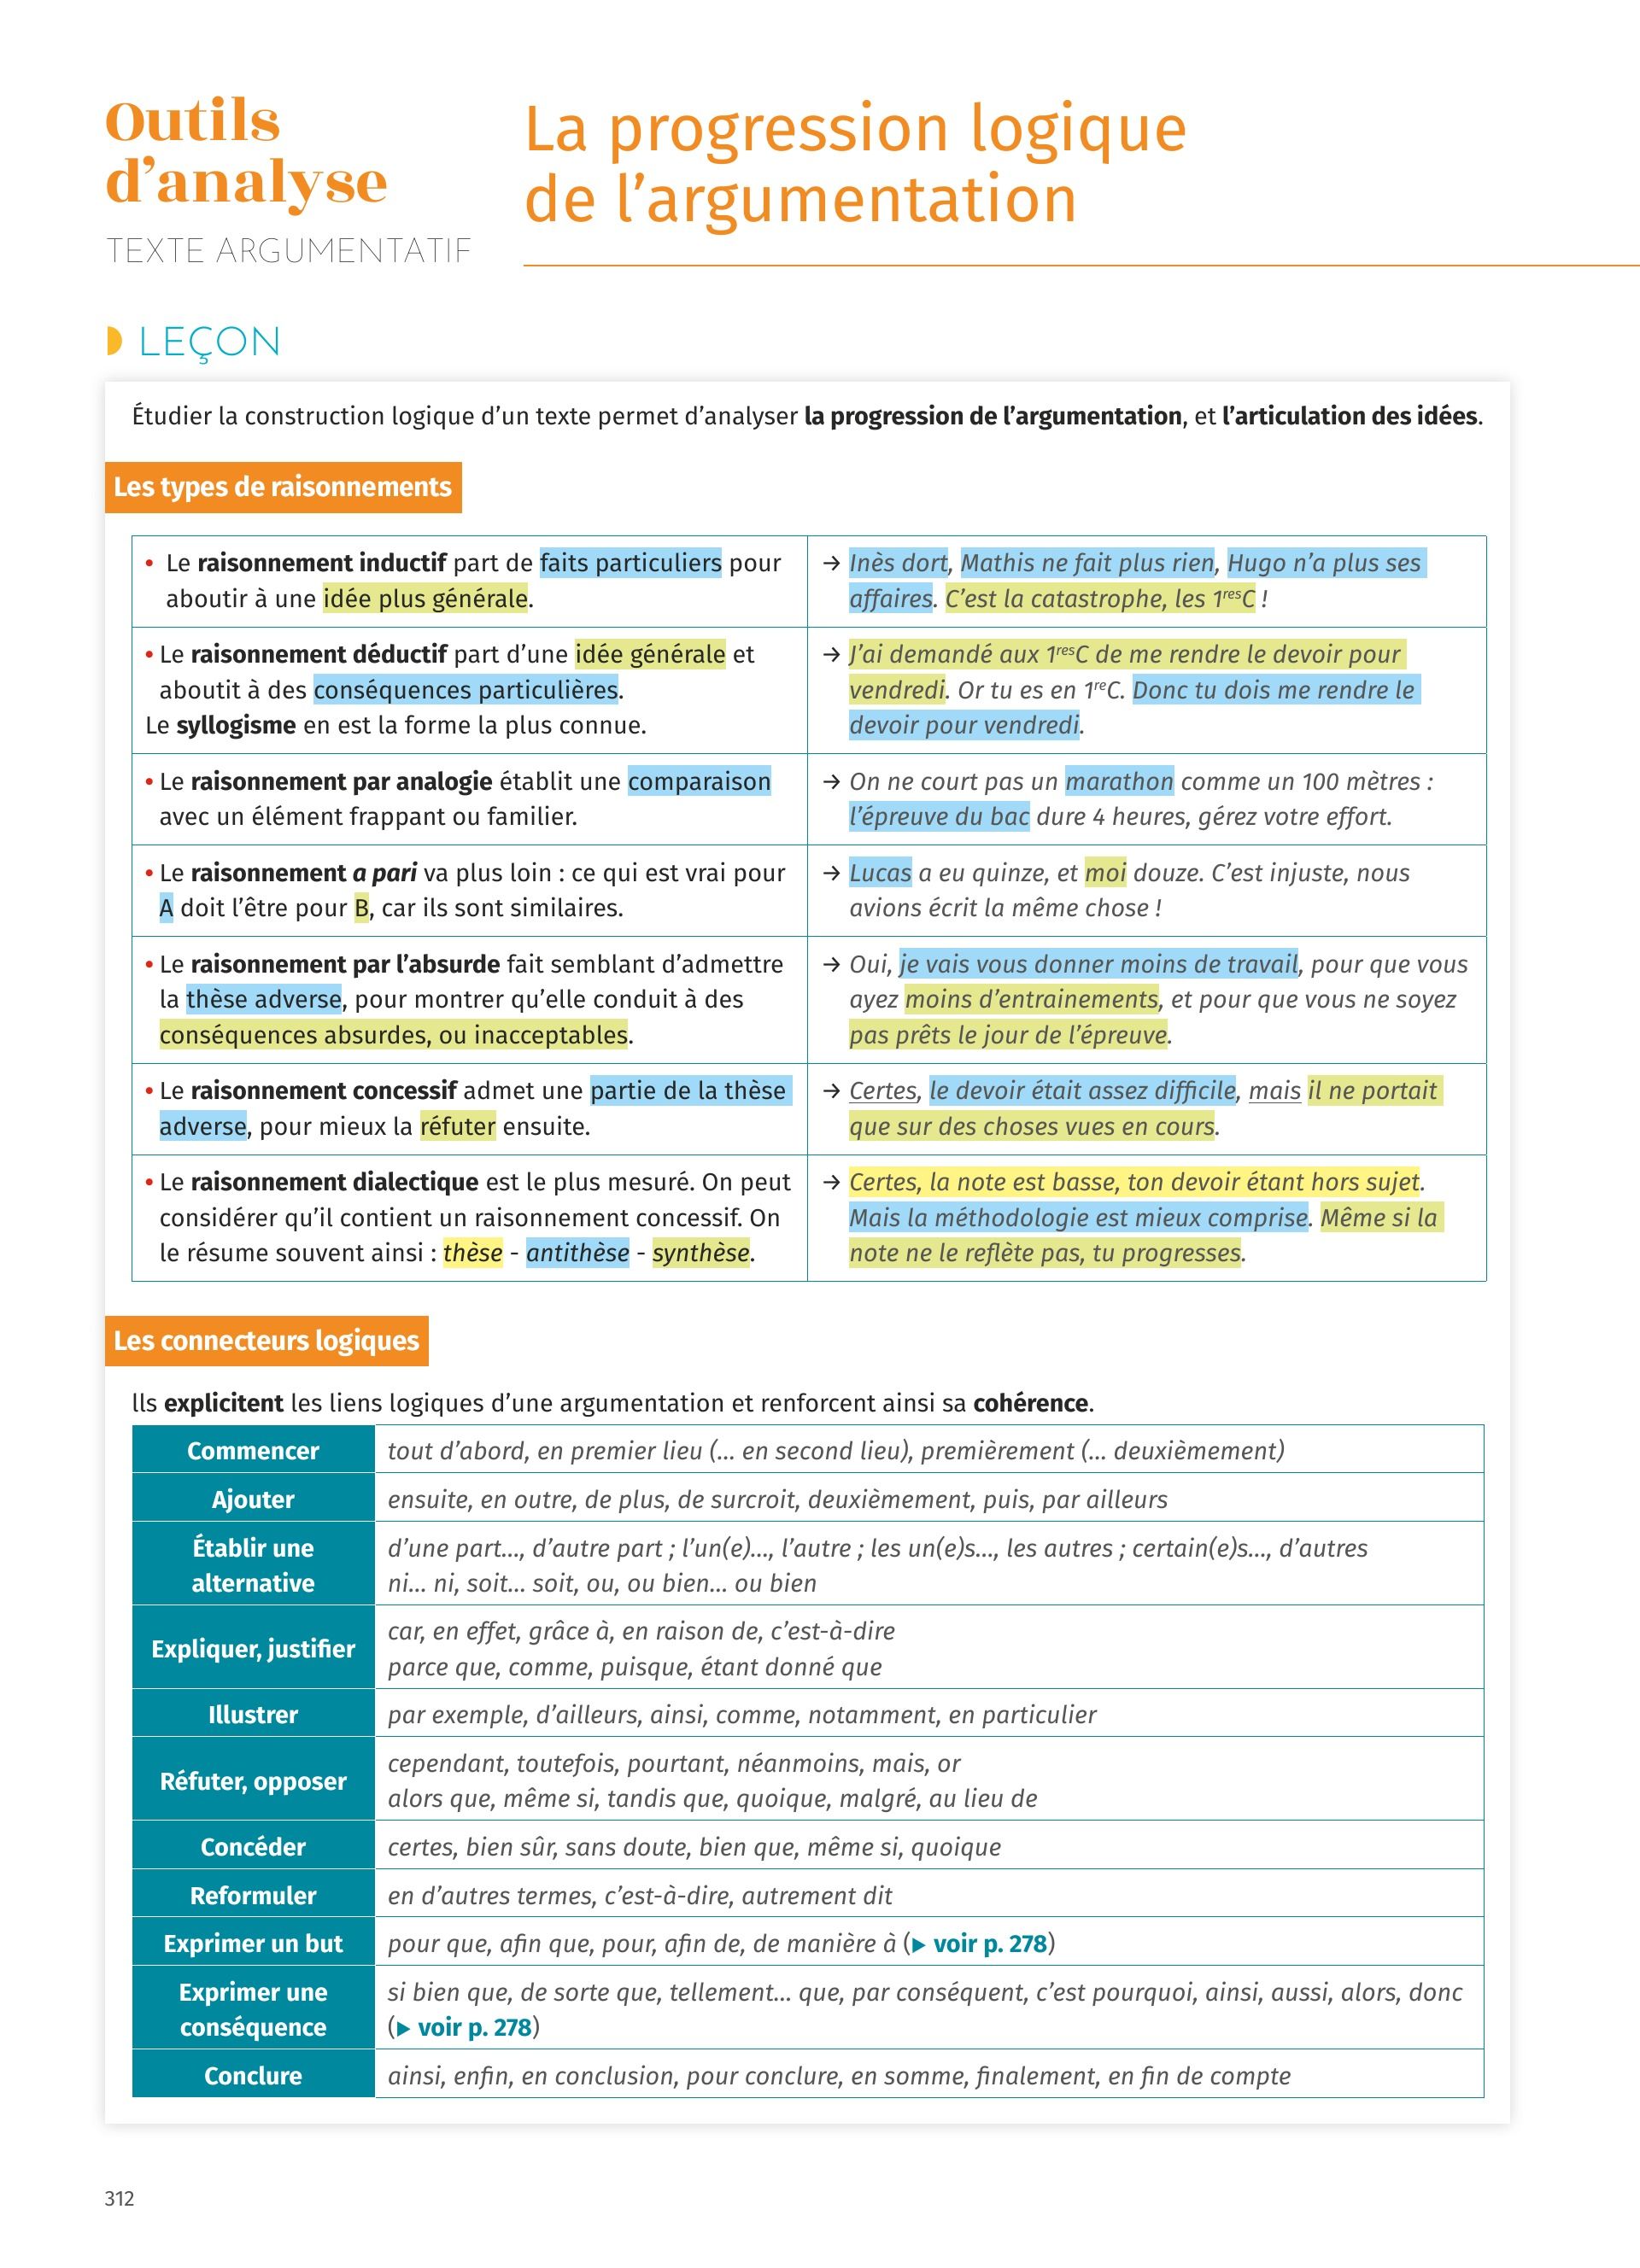 Outils
d’analyse
TEXTE ARGUMENTATIF
La progression logique
de l’argumentation
LEÇON
Étudier la construction logique d’un texte permet d’analyser la progression de l’argumentation, et l’articulation des idées.
Les types de raisonnements
• Le raisonnement inductif part de faits particuliers pour
aboutir à une idée plus générale.
→ Inès dort, Mathis ne fait plus rien, Hugo n’a plus ses
affaires. C’est la catastrophe, les 1resC !
• Le raisonnement déductif part d’une idée générale et
aboutit à des conséquences particulières.
Le syllogisme en est la forme la plus connue.
→ J’ai demandé aux 1resC de me rendre le devoir pour
vendredi. Or tu es en 1reC. Donc tu dois me rendre le
devoir pour vendredi.
• Le raisonnement par analogie établit une comparaison
avec un élément frappant ou familier.
→ On ne court pas un marathon comme un 100 mètres :
l’épreuve du bac dure 4 heures, gérez votre effort.
• Le raisonnement a pari va plus loin : ce qui est vrai pour
A doit l’être pour B, car ils sont similaires.
→ Lucas a eu quinze, et moi douze. C’est injuste, nous
avions écrit la même chose !
• Le raisonnement par l’absurde fait semblant d’admettre
la thèse adverse, pour montrer qu’elle conduit à des
conséquences absurdes, ou inacceptables.
→ Oui, je vais vous donner moins de travail, pour que vous
ayez moins d’entrainements, et pour que vous ne soyez
pas prêts le jour de l’épreuve.
• Le raisonnement concessif admet une partie de la thèse
adverse, pour mieux la réfuter ensuite.
→ Certes, le devoir était assez difficile, mais il ne portait
que sur des choses vues en cours.
• Le raisonnement dialectique est le plus mesuré. On peut
considérer qu’il contient un raisonnement concessif. On
le résume souvent ainsi : thèse - antithèse - synthèse.
→ Certes, la note est basse, ton devoir étant hors sujet.
Mais la méthodologie est mieux comprise. Même si la
note ne le reflète pas, tu progresses.
Les connecteurs logiques
Ils explicitent les liens logiques d’une argumentation et renforcent ainsi sa cohérence.
Commencer
tout d’abord, en premier lieu (… en second lieu), premièrement (… deuxièmement)
Ajouter
ensuite, en outre, de plus, de surcroit, deuxièmement, puis, par ailleurs
Établir une
alternative
d’une part…, d’autre part ; l’un(e)…, l’autre ; les un(e)s…, les autres ; certain(e)s…, d’autres
ni… ni, soit… soit, ou, ou bien… ou bien
Expliquer, justifier
car, en effet, grâce à, en raison de, c’est-à-dire
parce que, comme, puisque, étant donné que
Illustrer
par exemple, d’ailleurs, ainsi, comme, notamment, en particulier
Réfuter, opposer
cependant, toutefois, pourtant, néanmoins, mais, or
alors que, même si, tandis que, quoique, malgré, au lieu de
Concéder
certes, bien sûr, sans doute, bien que, même si, quoique
Reformuler
en d’autres termes, c’est-à-dire, autrement dit
Exprimer un but
pour que, afin que, pour, afin de, de manière à (▶ voir p. 278)
Exprimer une
conséquence
si bien que, de sorte que, tellement… que, par conséquent, c’est pourquoi, ainsi, aussi, alors, donc
(▶ voir p. 278)
Conclure
ainsi, enfin, en conclusion, pour conclure, en somme, finalement, en fin de compte
312